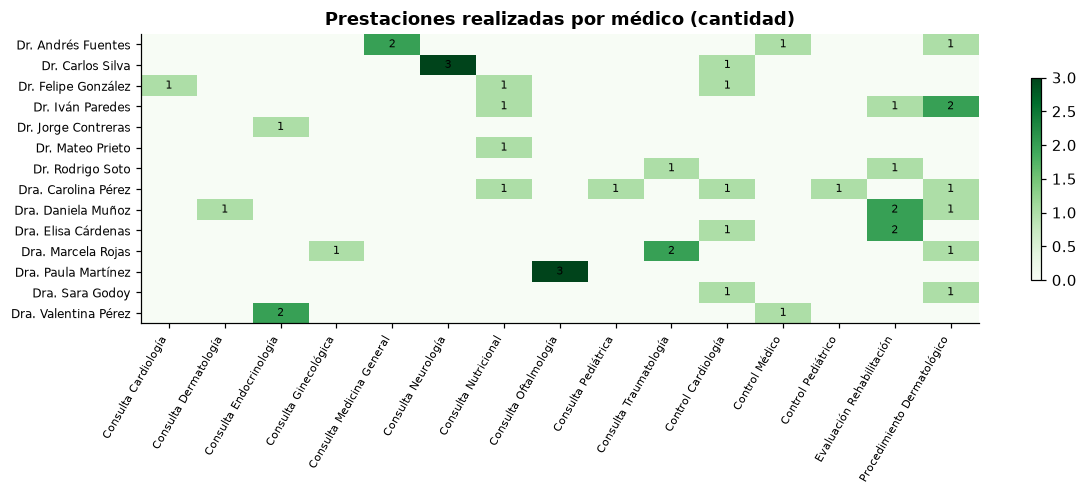 Prestaciones realizadas por médico (cantidad)
Dr. Andrés Fuentes 2 1 1
Dr. Carlos Silva 3 1
Dr. Felipe González 1 1 1
Dr. Iván Paredes 1 1 2
Dr. Jorge Contreras 1
Dr. Mateo Prieto 1
Dr. Rodrigo Soto 1 1
Dra. Carolina Pérez 1 1 1 1 1
Dra. Daniela Muñoz 1 2 1
Dra. Elisa Cárdenas 1 2
Dra. Marcela Rojas 1 2 1
Dra. Paula Martínez 3
Dra. Sara Godoy 1 1
Dra. Valentina Pérez 2 1
Consulta Cardiología
Consulta Dermatología
Consulta Endocrinología
Consulta Ginecológica
Consulta Medicina General
Consulta Neurología
Consulta Nutricional
Consulta Oftalmología
Consulta Pediátrica
Consulta Traumatología
Control Cardiología
Control Médico
Control Pediátrico
Evaluación Rehabilitación
Procedimiento Dermatológico
3.0
2.5
2.0
1.5
1.0
0.5
0.0